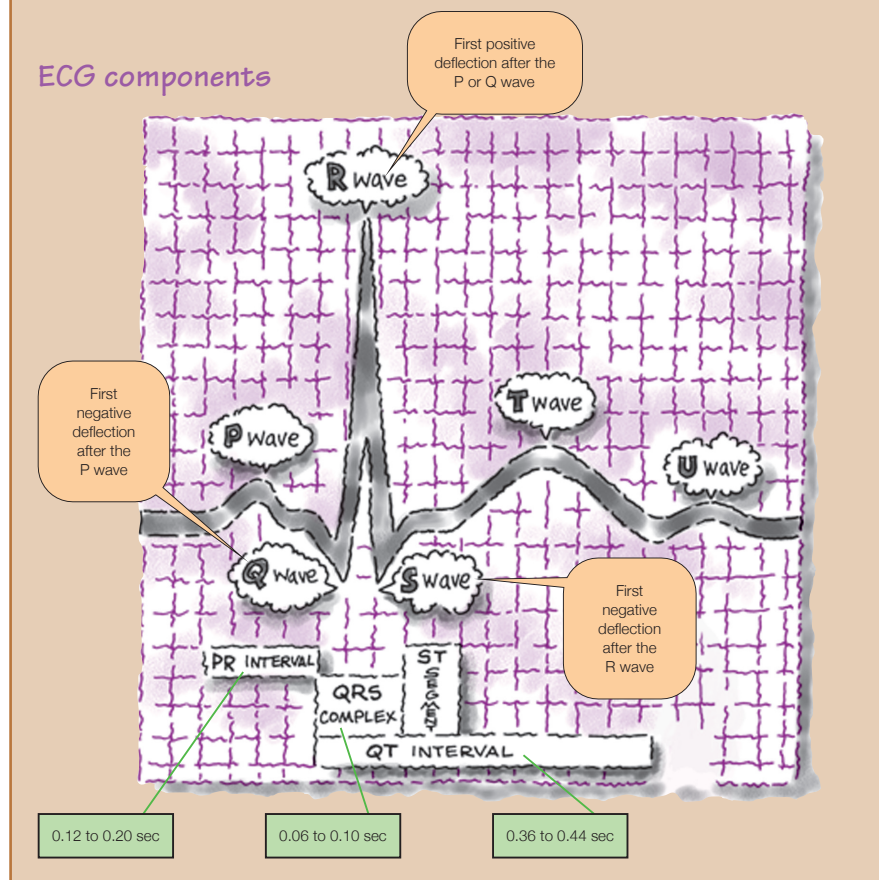 First positive
deflection after the
P or Q wave
ECG components
R wave
First
negative
deflection
after the
P wave
P wave
T wave
U wave
Q wave
S wave
First
negative
deflection
after the
R wave
PR INTERVAL
ST
SEGMENT
QRS
COMPLEX
QT INTERVAL
0.12 to 0.20 sec
0.06 to 0.10 sec
0.36 to 0.44 sec